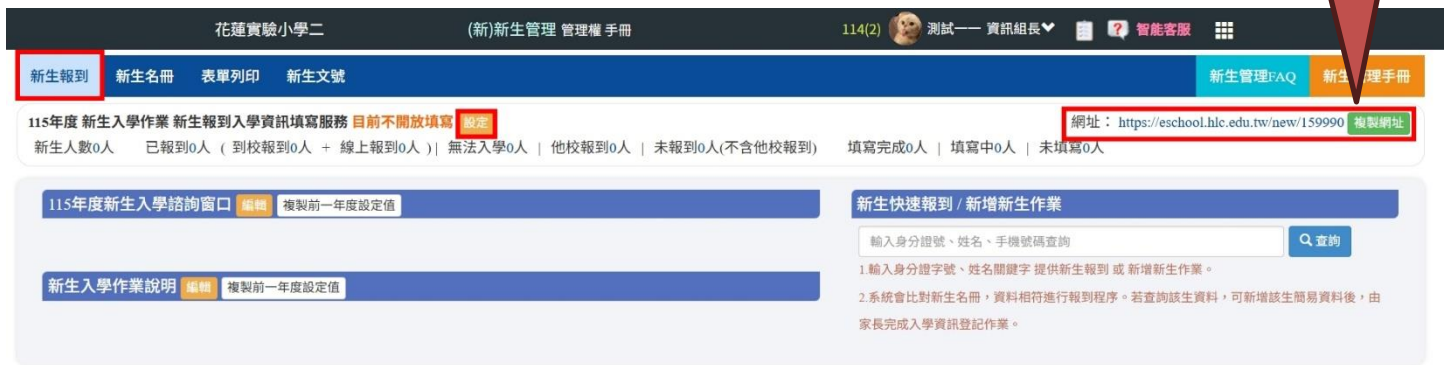 花蓮實驗小學二 (新)新生管理 管理權 手冊 114(2) 測試一一 資訊組長 智能客服
新生報到 新生名冊 表單列印 新生文號 新生管理FAQ 新生管理手冊
115年度 新生入學作業 新生報到入學資訊填寫服務 目前不開放填寫 設定 網址: https://eschool.hlc.edu.tw/new/159990 複製網址
新生人數0人 已報到0人 ( 到校報到0人 + 線上報到0人 )| 無法入學0人 | 他校報到0人 | 未報到0人(不含他校報到) 填寫完成0人 | 填寫中0人 | 未填寫0人
115年度新生入學諮詢窗口 編輯 複製前一年度設定值
新生入學作業說明 編輯 複製前一年度設定值
新生快速報到 / 新增新生作業
輸入身分證號、姓名、手機號碼查詢 查詢
1.輸入身分證字號、姓名關鍵字 提供新生報到 或 新增新生作業。
2.系統會比對新生名冊,資料相符進行報到程序。若查詢該生資料,可新增該生簡易資料後,由
家長完成入學資訊登記作業。